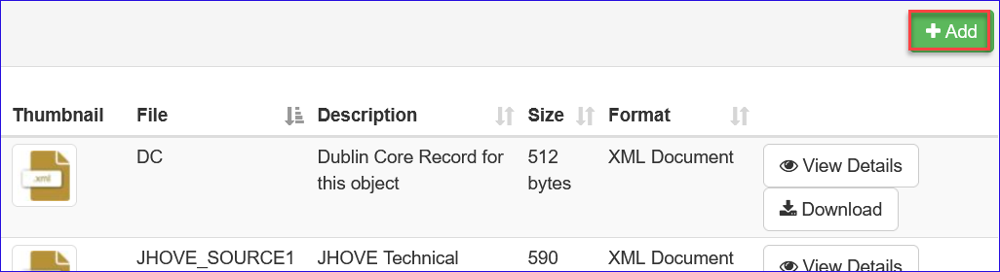 Add
Thumbnail File Description Size Format
.xml DC Dublin Core Record for 512 XML Document View Details
this object bytes
Download
JHOVE_SOURCE1 JHOVE Technical 590 XML Document View Details